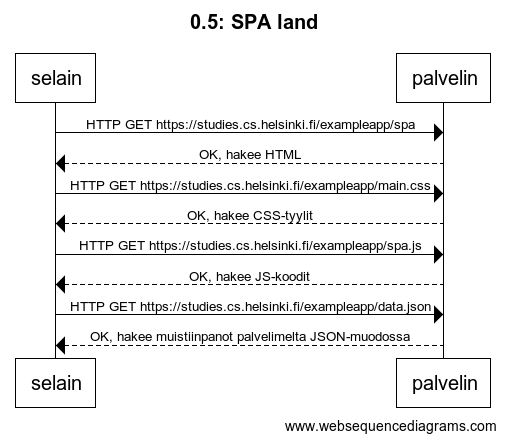 0.5: SPA land
selain palvelin
HTTP GET https://studies.cs.helsinki.fi/exampleapp/spa
OK, hakee HTML
HTTP GET https://studies.cs.helsinki.fi/exampleapp/main.css
OK, hakee CSS-tyylit
HTTP GET https://studies.cs.helsinki.fi/exampleapp/spa.js
OK, hakee JS-koodit
HTTP GET https://studies.cs.helsinki.fi/exampleapp/data.json
OK, hakee muistiinpanot palvelimelta JSON-muodossa
selain palvelin
www.websequencediagrams.com